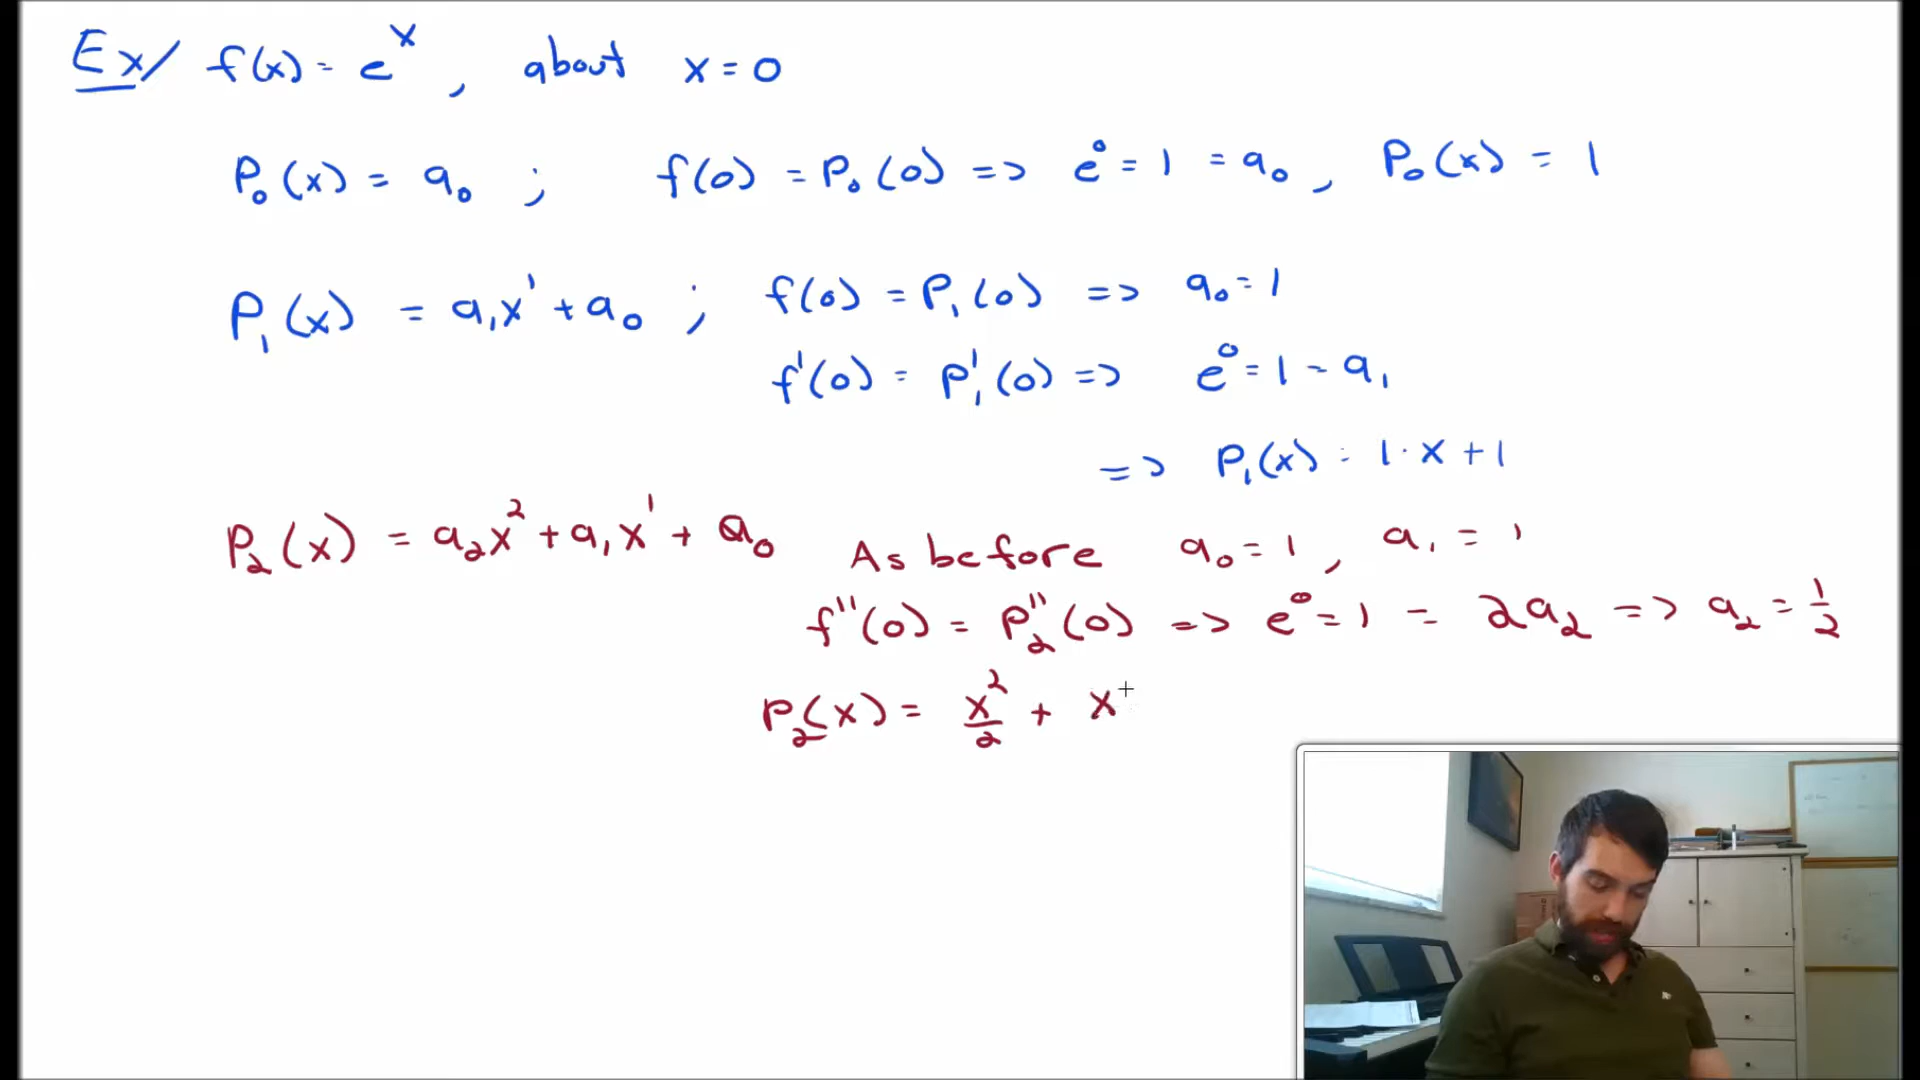 Ex/ f(x) = e^x , about x = 0
P₀(x) = a₀ ; f(0) = P₀(0) => e⁰ = 1 = a₀ , P₀(x) = 1
P₁(x) = a₁x¹ + a₀ ; f(0) = P₁(0) => a₀ = 1
f'(0) = P₁'(0) => e⁰ = 1 = a₁
=> P₁(x) = 1·x + 1
P₂(x) = a₂x² + a₁x¹ + a₀ As before a₀ = 1 , a₁ = 1
f''(0) = P₂''(0) => e⁰ = 1 = 2a₂ => a₂ = 1/2
P₂(x) = x²/2 + x